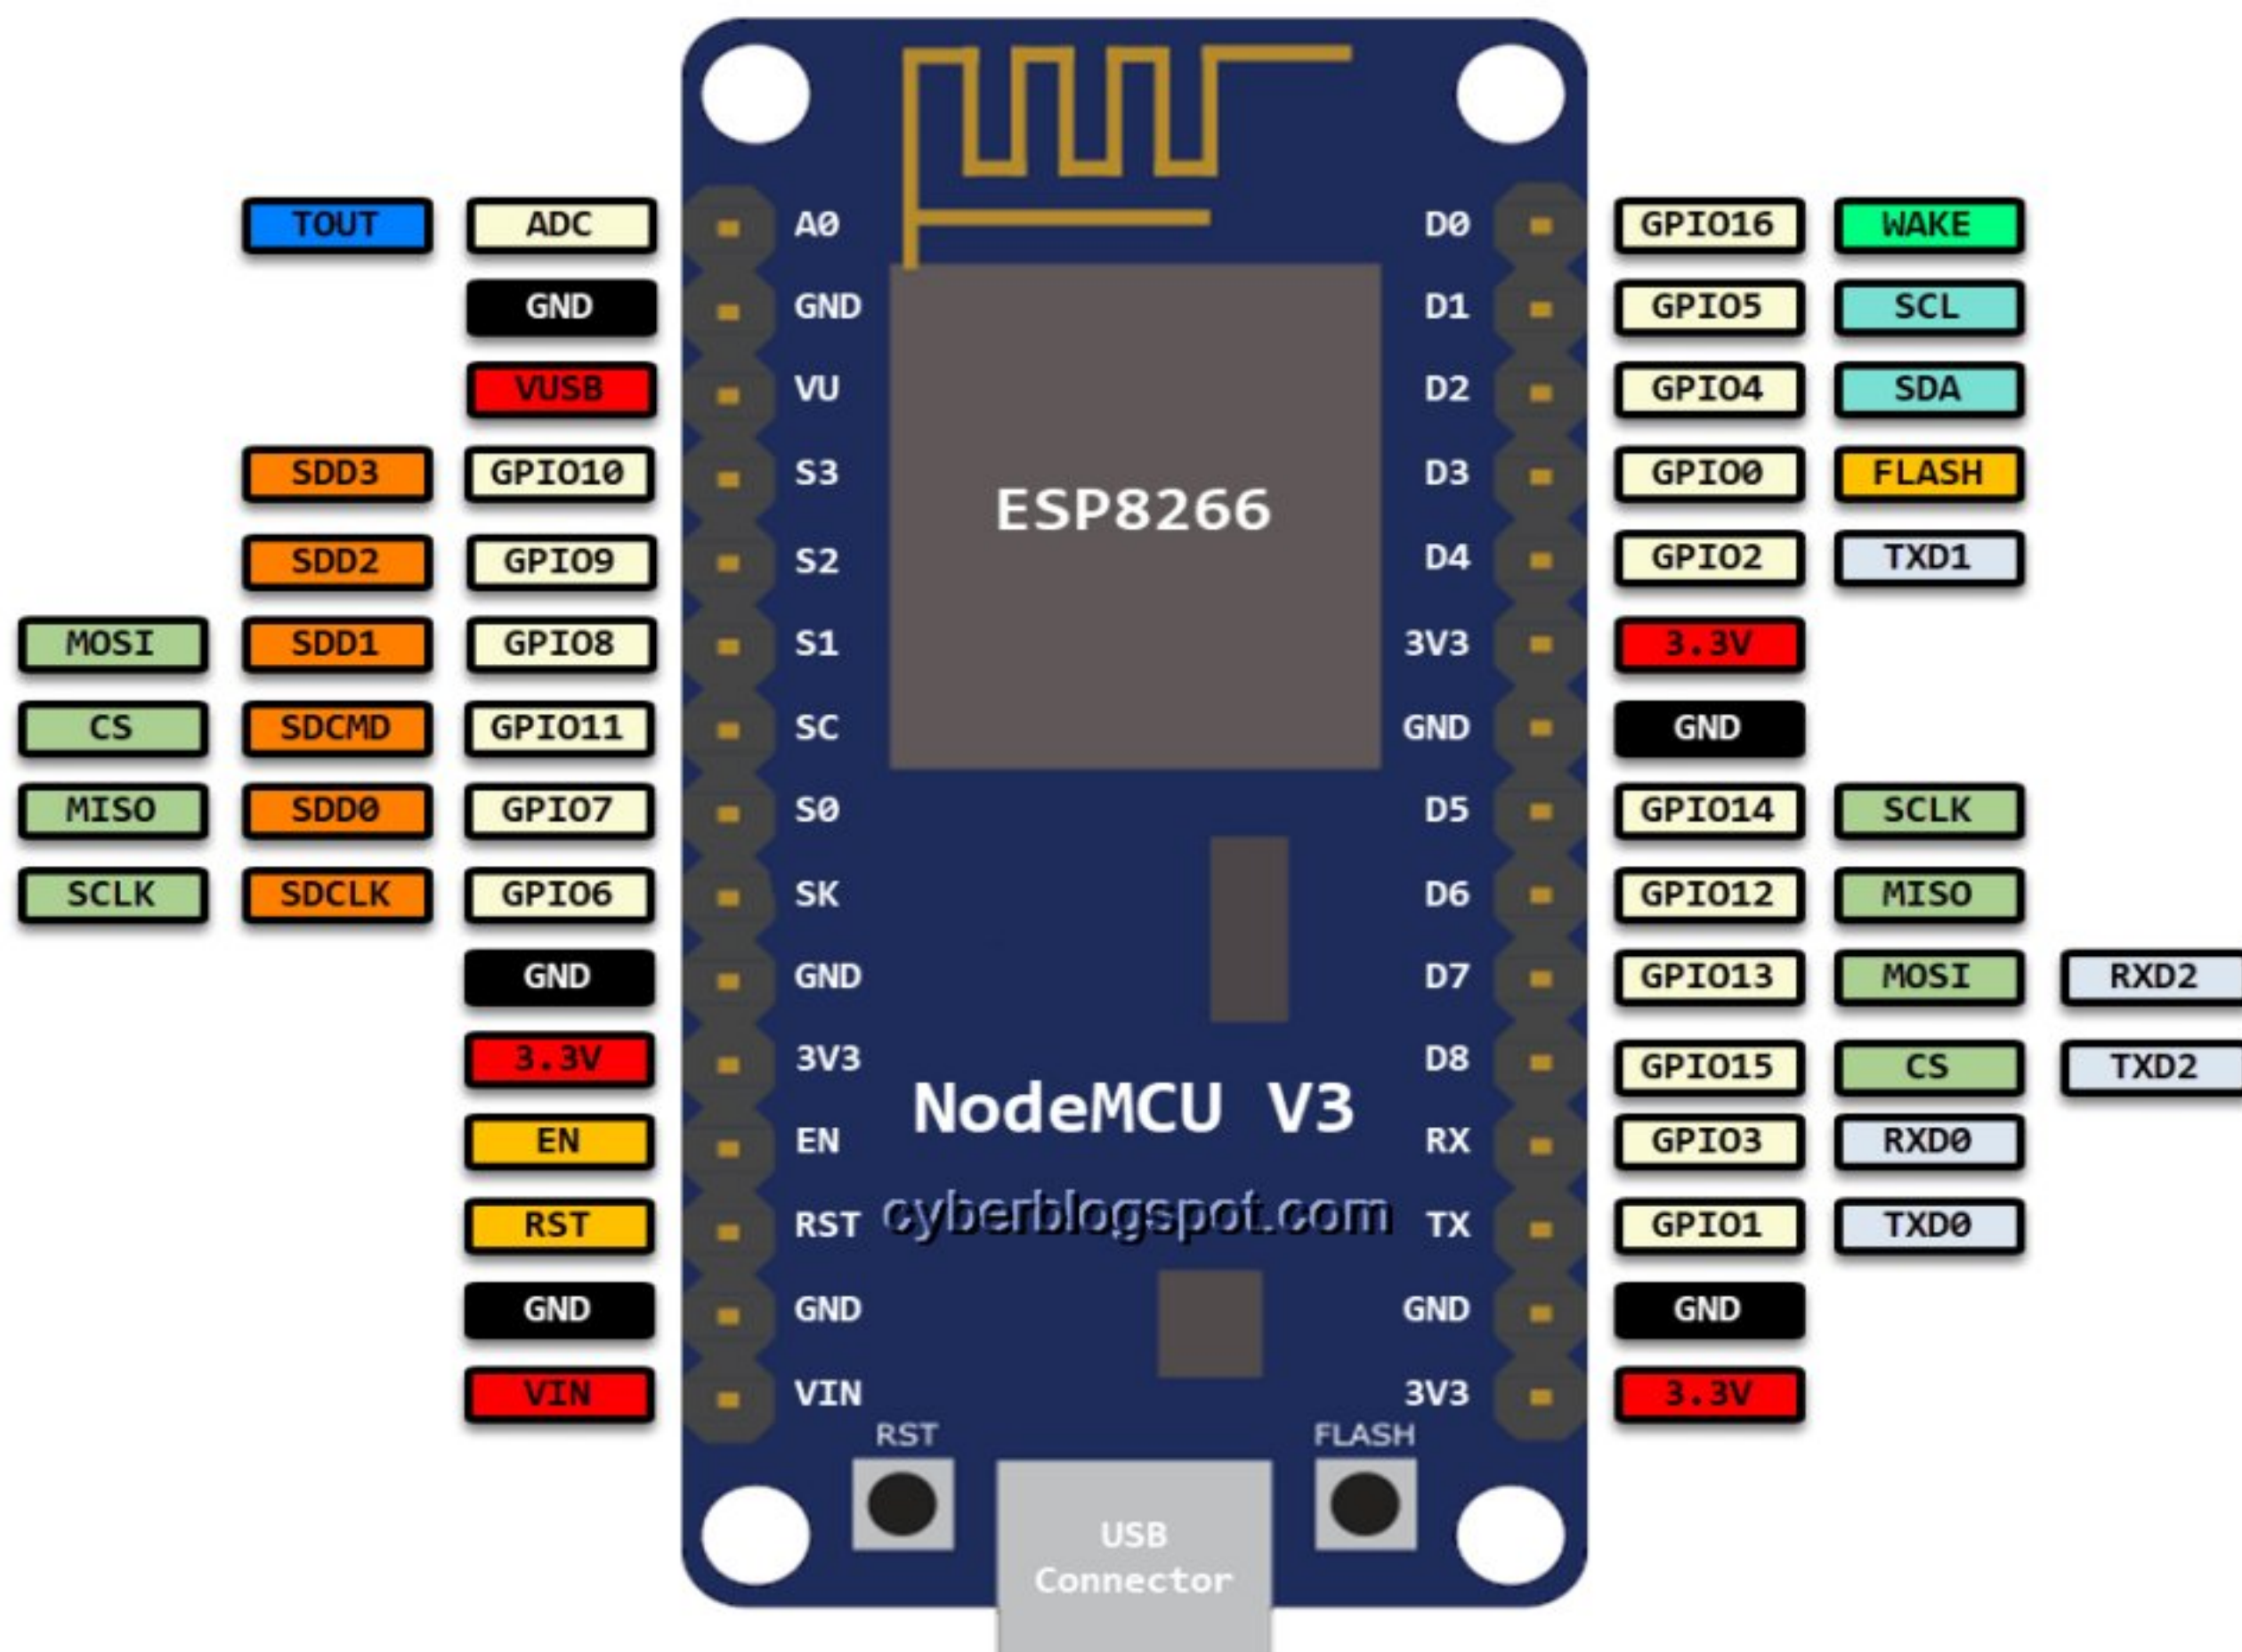 TOUT ADC A0 D0 GPIO16 WAKE
GND GND D1 GPIO5 SCL
VUSB VU D2 GPIO4 SDA
SDD3 GPIO10 S3 D3 GPIO0 FLASH
ESP8266
SDD2 GPIO9 S2 D4 GPIO2 TXD1
MOSI SDD1 GPIO8 S1 3V3 3.3V
CS SDCMD GPIO11 SC GND GND
MISO SDD0 GPIO7 S0 D5 GPIO14 SCLK
SCLK SDCLK GPIO6 SK D6 GPIO12 MISO
GND GND D7 GPIO13 MOSI RXD2
3.3V 3V3 D8 GPIO15 CS TXD2
NodeMCU V3
EN EN RX GPIO3 RXD0
RST RST cyberblogspot.com TX GPIO1 TXD0
GND GND GND GND
VIN VIN 3V3 3.3V
RST FLASH
USB
Connector